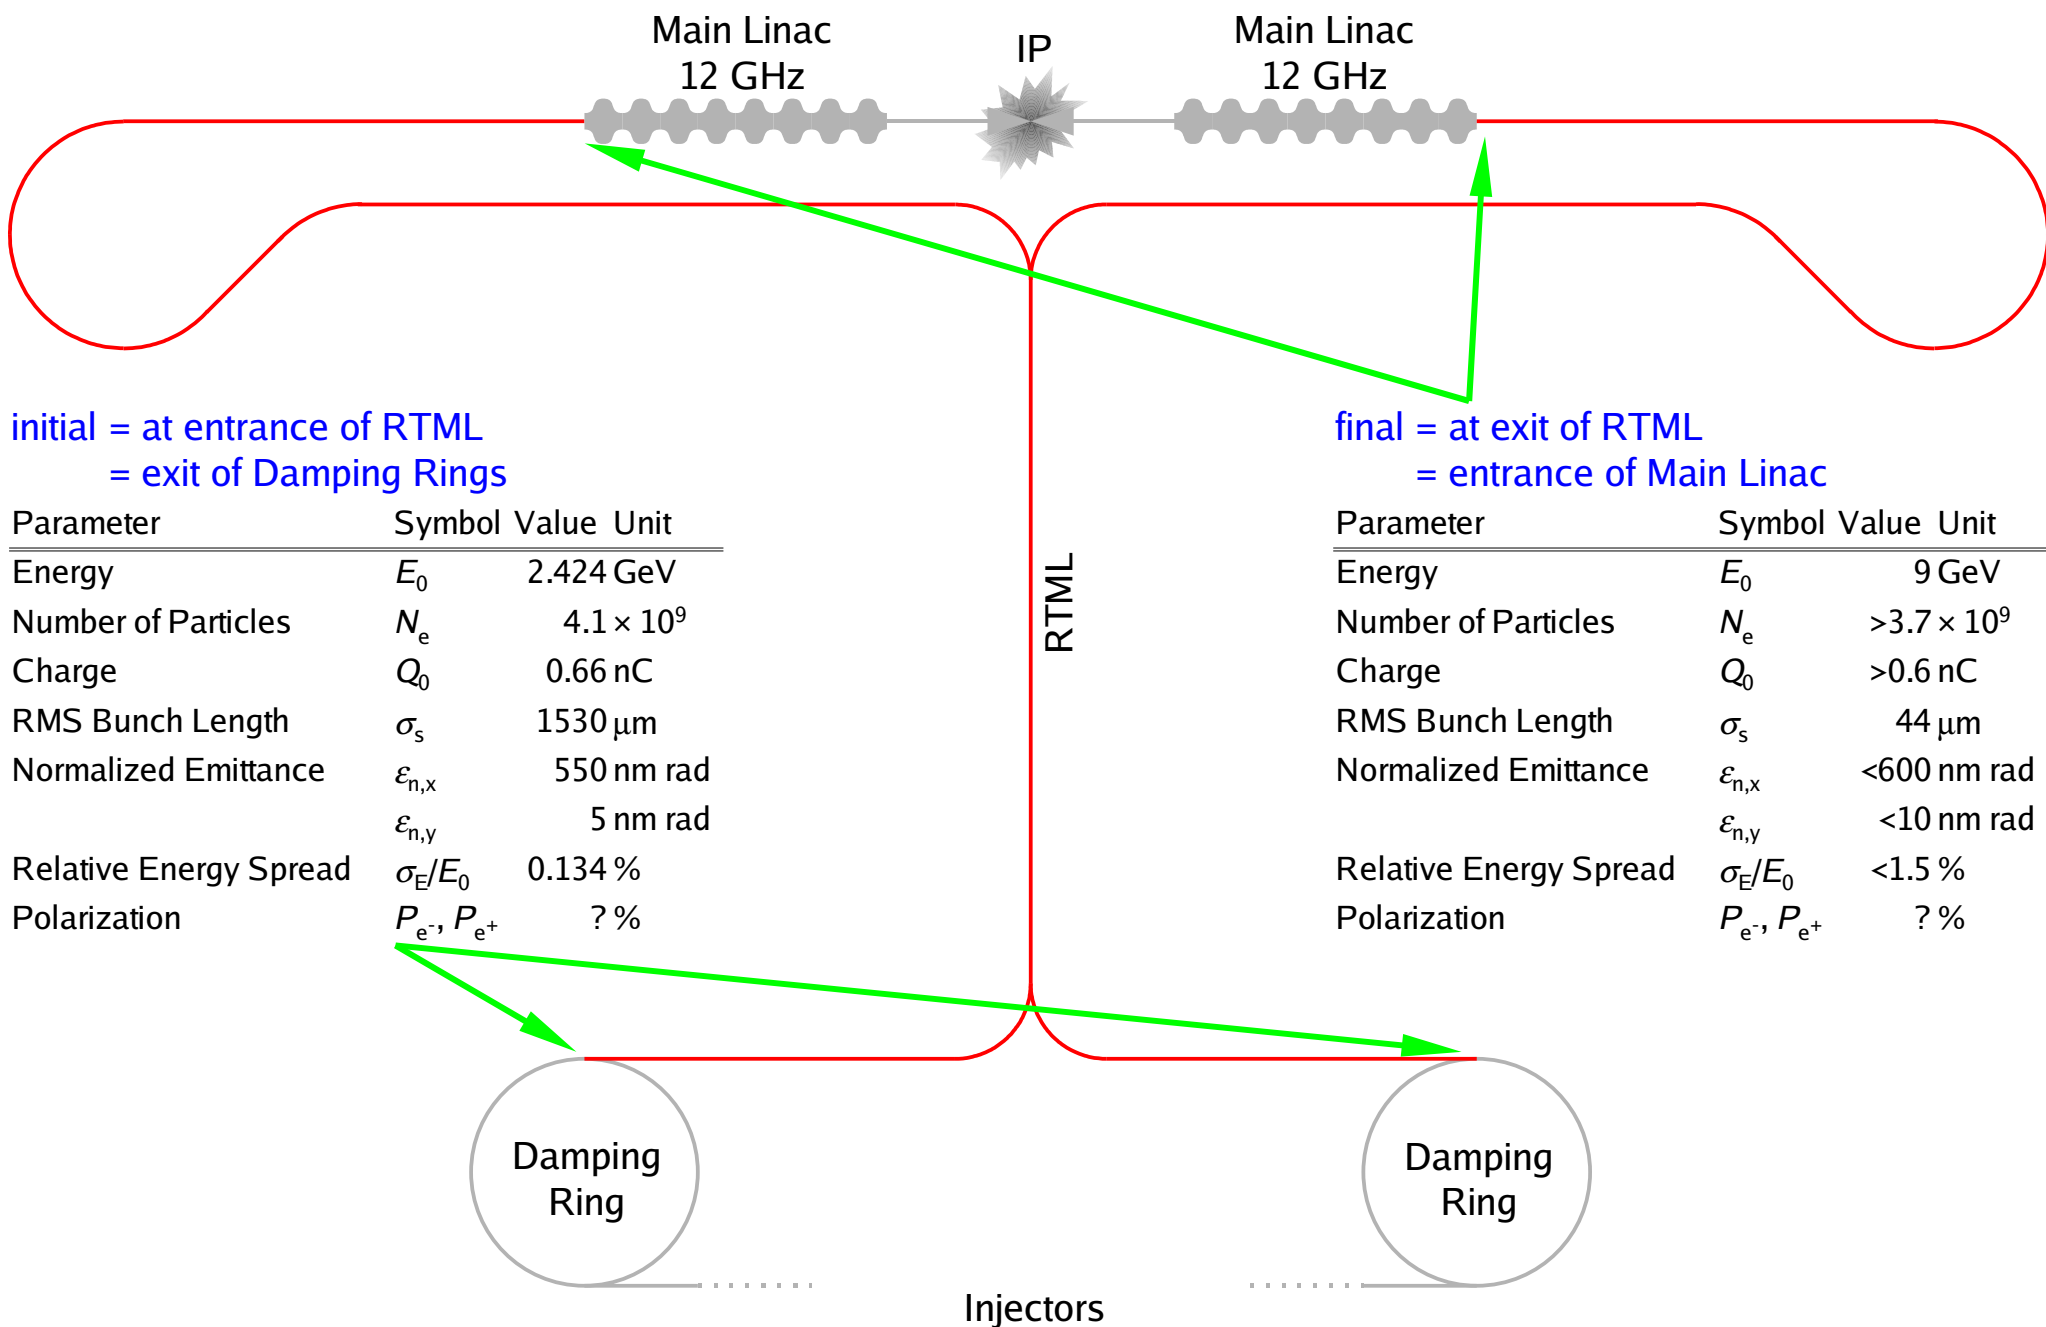 Main Linac
12 GHz
IP
Main Linac
12 GHz
initial = at entrance of RTML
= exit of Damping Rings
Parameter Symbol Value Unit
Energy E₀ 2.424 GeV
Number of Particles Nₑ 4.1 × 10⁹
Charge Q₀ 0.66 nC
RMS Bunch Length σₛ 1530 μm
Normalized Emittance εn,x 550 nm rad
εn,y 5 nm rad
Relative Energy Spread σE/E₀ 0.134 %
Polarization Pe-, Pe+ ? %
RTML
final = at exit of RTML
= entrance of Main Linac
Parameter Symbol Value Unit
Energy E₀ 9 GeV
Number of Particles Nₑ >3.7 × 10⁹
Charge Q₀ >0.6 nC
RMS Bunch Length σₛ 44 μm
Normalized Emittance εn,x <600 nm rad
εn,y <10 nm rad
Relative Energy Spread σE/E₀ <1.5 %
Polarization Pe-, Pe+ ? %
Damping
Ring
Damping
Ring
Injectors